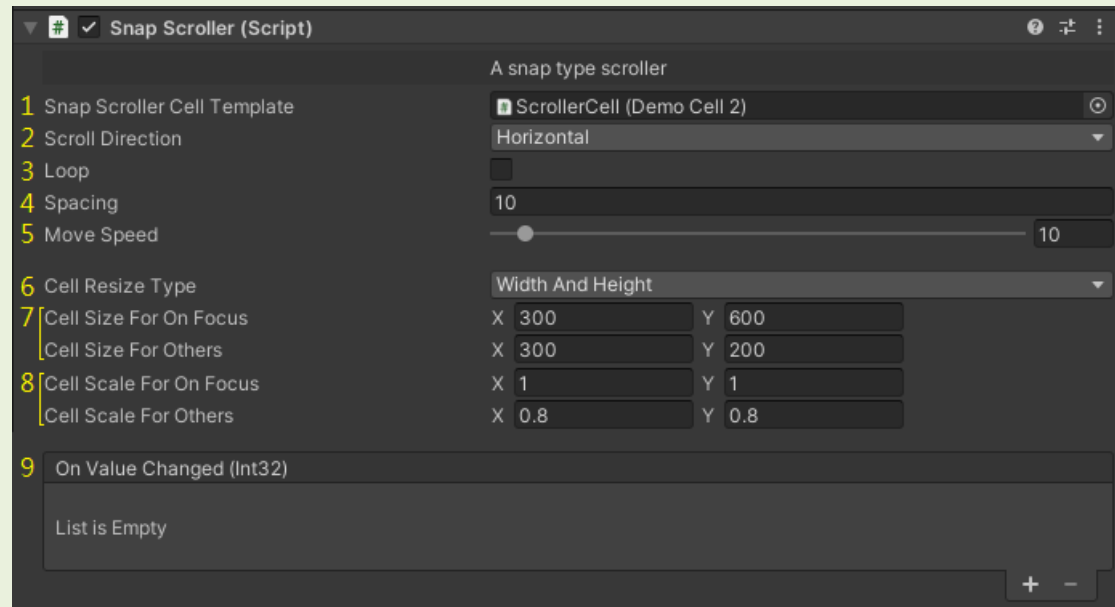 Snap Scroller (Script)
A snap type scroller
1 Snap Scroller Cell Template ScrollerCell (Demo Cell 2)
2 Scroll Direction Horizontal
3 Loop
4 Spacing 10
5 Move Speed 10
6 Cell Resize Type Width And Height
7 Cell Size For On Focus X 300 Y 600
Cell Size For Others X 300 Y 200
8 Cell Scale For On Focus X 1 Y 1
Cell Scale For Others X 0.8 Y 0.8
9 On Value Changed (Int32)
List is Empty